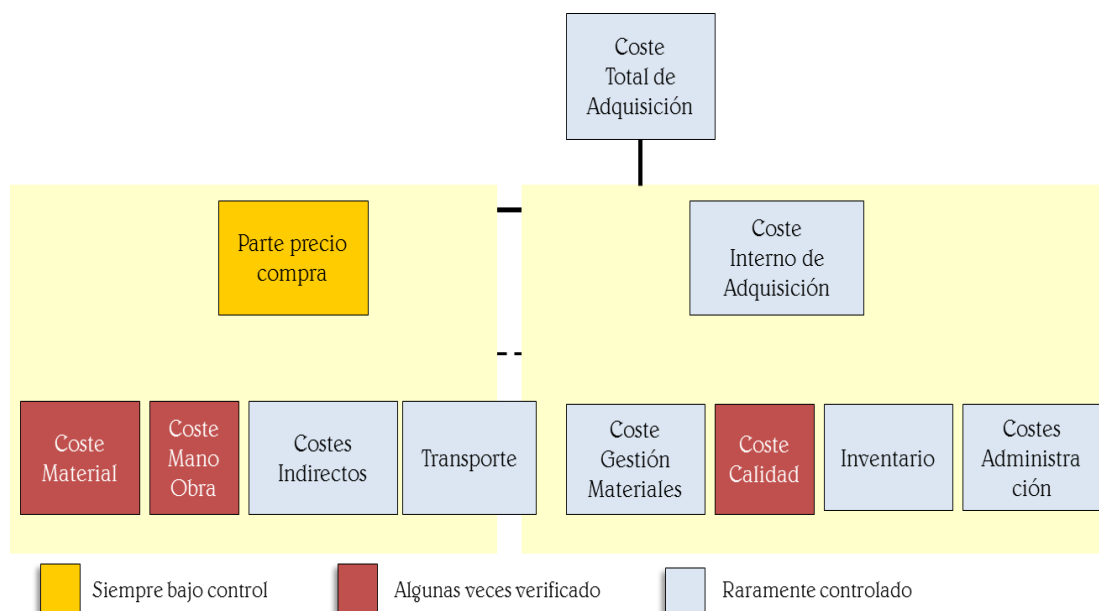 Coste
Total de
Adquisición
Parte precio
compra
Coste
Interno de
Adquisición
Coste
Material
Coste
Mano
Obra
Costes
Indirectos
Transporte
Coste
Gestión
Materiales
Coste
Calidad
Inventario
Costes
Administra
ción
Siempre bajo control
Algunas veces verificado
Raramente controlado